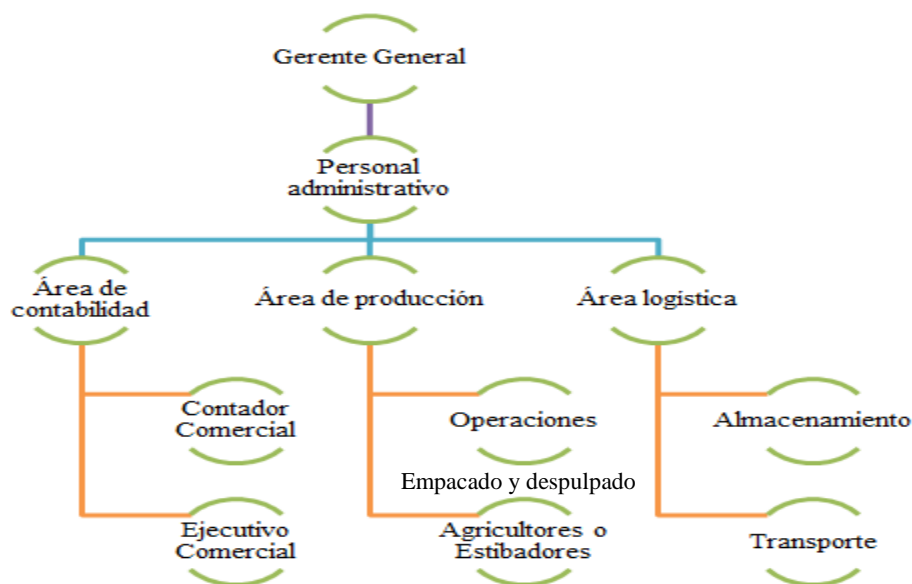 Gerente General
Personal
administrativo
Área de
contabilidad
Área de producción
Área logística
Contador
Comercial
Operaciones
Almacenamiento
Empacado y despulpado
Ejecutivo
Comercial
Agricultores o
Estibadores
Transporte